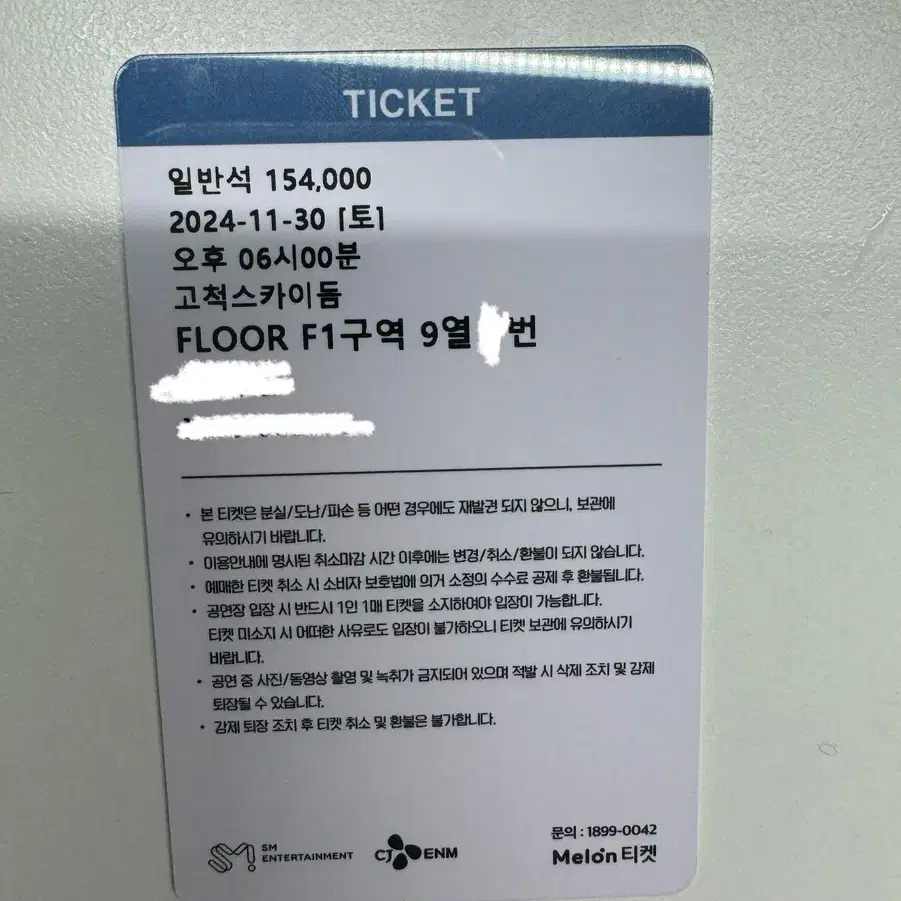 TICKET
일반석 154,000
2024-11-30 [토]
오후 06시00분
고척스카이돔
FLOOR F1구역 9열 번
• 본 티켓은 분실/도난/파손 등 어떤 경우에도 재발권 되지 않으니, 보관에
유의하시기 바랍니다.
• 이용안내에 명시된 취소마감 시간 이후에는 변경/취소/환불이 되지 않습니다.
• 예매한 티켓 취소 시 소비자 보호법에 의거 소정의 수수료 공제 후 환불됩니다.
• 공연장 입장 시 반드시 1인 1매 티켓을 소지하여야 입장이 가능합니다.
티켓 미소지 시 어떠한 사유로도 입장이 불가하오니 티켓 보관에 유의하시기
바랍니다.
• 공연 중 사진/동영상 촬영 및 녹취가 금지되어 있으며 적발 시 삭제 조치 및 강제
퇴장될 수 있습니다.
• 강제 퇴장 조치 후 티켓 취소 및 환불은 불가합니다.
SM! SM
ENTERTAINMENT
CJ ENM
문의 : 1899-0042
Melon 티켓